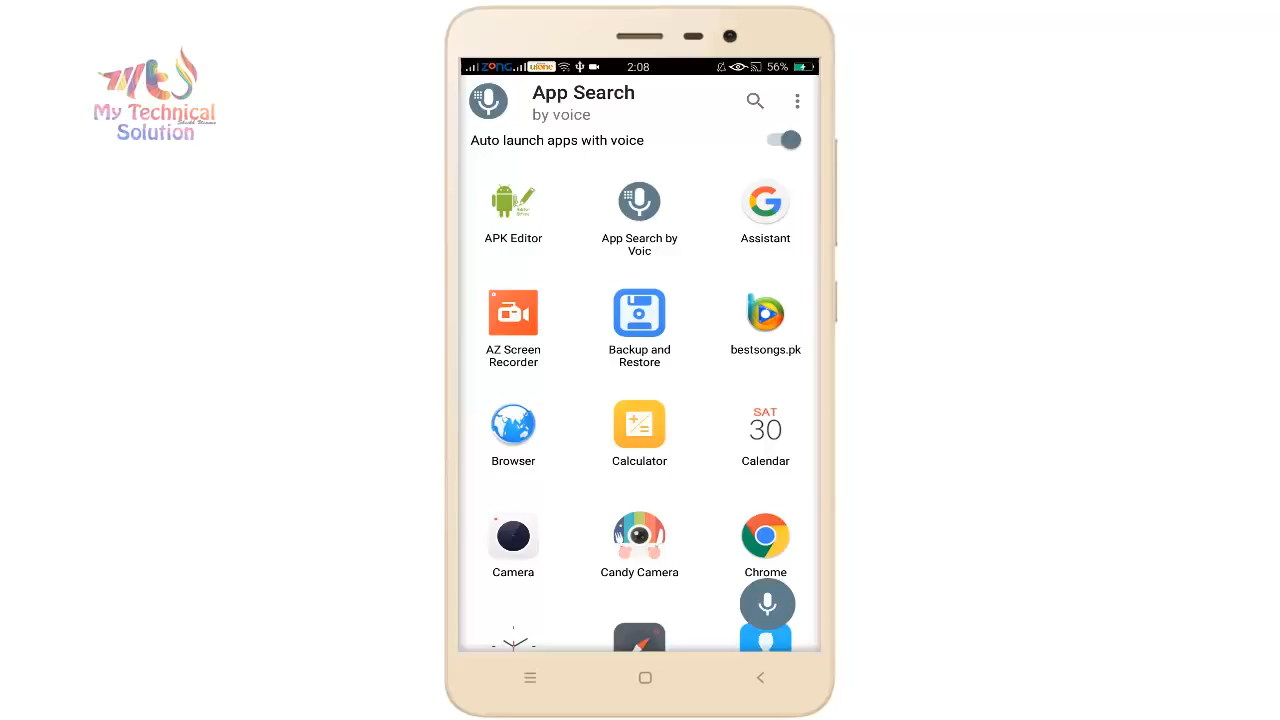 My Technical
Solution
ZONG ufone 2:08 56%
App Search
by voice
Auto launch apps with voice
APK Editor
App Search by
Voic
Assistant
AZ Screen
Recorder
Backup and
Restore
bestsongs.pk
Browser
Calculator
SAT
30
Calendar
Camera
Candy Camera
Chrome